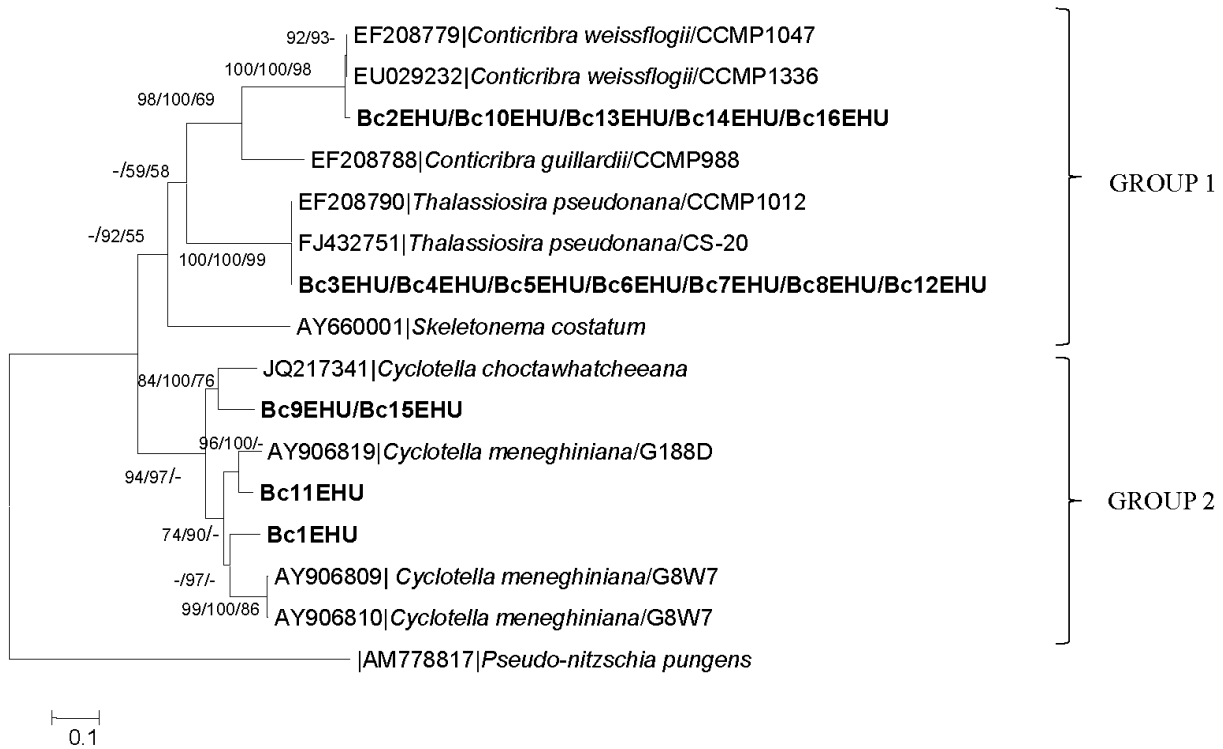 92/93-
EF208779|Conticribra weissflogii/CCMP1047
100/100/98
EU029232|Conticribra weissflogii/CCMP1336
98/100/69
Bc2EHU/Bc10EHU/Bc13EHU/Bc14EHU/Bc16EHU
EF208788|Conticribra guillardii/CCMP988
-/59/58
GROUP 1
EF208790|Thalassiosira pseudonana/CCMP1012
-/92/55
FJ432751|Thalassiosira pseudonana/CS-20
100/100/99
Bc3EHU/Bc4EHU/Bc5EHU/Bc6EHU/Bc7EHU/Bc8EHU/Bc12EHU
AY660001|Skeletonema costatum
JQ217341|Cyclotella choctawhatcheeana
84/100/76
Bc9EHU/Bc15EHU
96/100/-
AY906819|Cyclotella meneghiniana/G188D
94/97/-
Bc11EHU
GROUP 2
74/90/-
Bc1EHU
-/97/-
AY906809| Cyclotella meneghiniana/G8W7
99/100/86
AY906810|Cyclotella meneghiniana/G8W7
|AM778817|Pseudo-nitzschia pungens
0.1